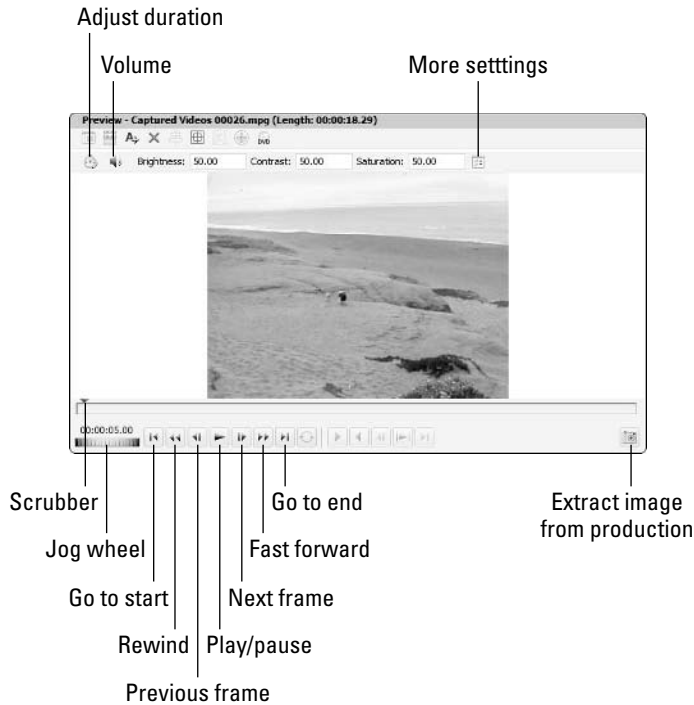 Adjust duration
Volume
More setttings
Preview - Captured Videos 00026.mpg (Length: 00:00:18.29)
DVD
Brightness: 50.00 Contrast: 50.00 Saturation: 50.00
00:00:05.00
Scrubber
Go to end
Extract image
from production
Jog wheel
Fast forward
Go to start
Next frame
Rewind
Play/pause
Previous frame